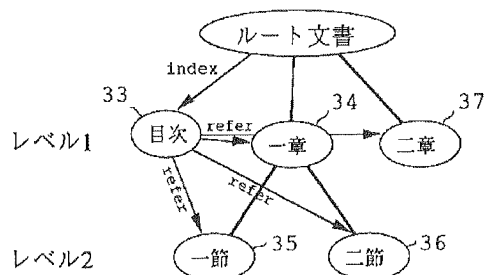 ルート文書
index
33
34
37
レベル1
目次
refer
一章
二章
refer
refer
レベル2
一節
35
二節
36